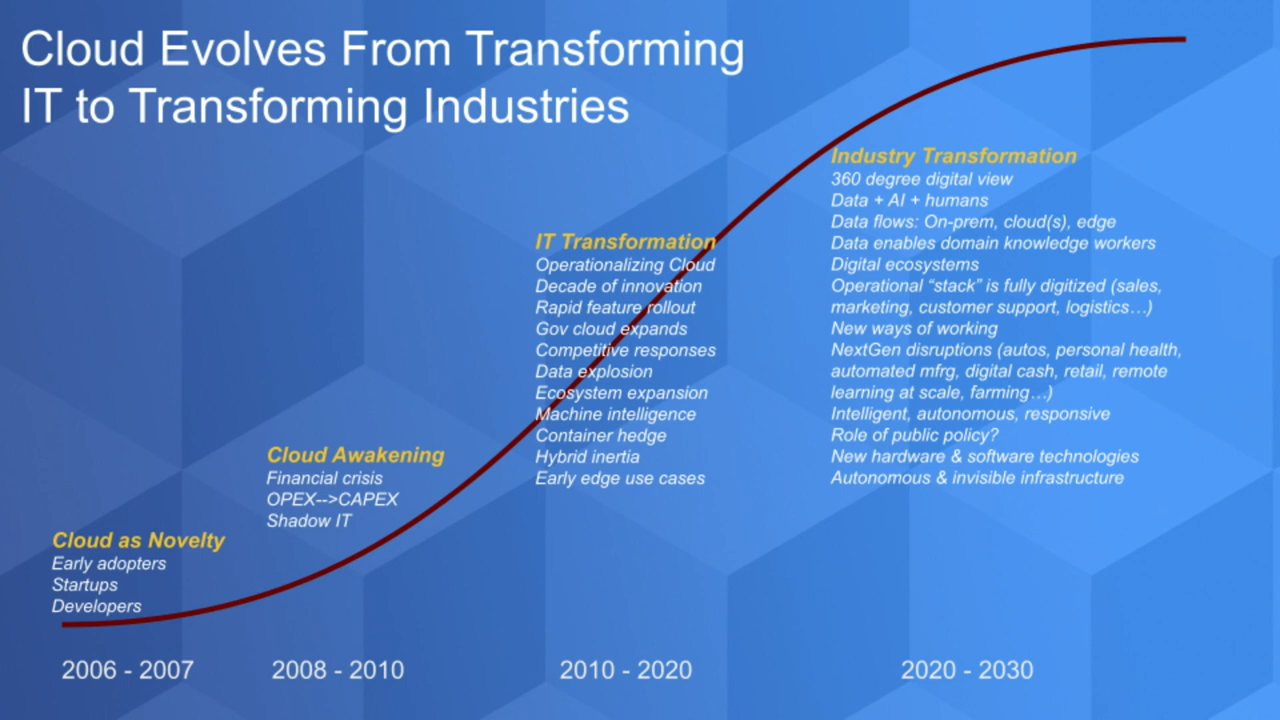 Cloud Evolves From Transforming
IT to Transforming Industries
Cloud as Novelty
Early adopters
Startups
Developers
2006 - 2007
Cloud Awakening
Financial crisis
OPEX-->CAPEX
Shadow IT
2008 - 2010
IT Transformation
Operationalizing Cloud
Decade of innovation
Rapid feature rollout
Gov cloud expands
Competitive responses
Data explosion
Ecosystem expansion
Machine intelligence
Container hedge
Hybrid inertia
Early edge use cases
2010 - 2020
Industry Transformation
360 degree digital view
Data + AI + humans
Data flows: On-prem, cloud(s), edge
Data enables domain knowledge workers
Digital ecosystems
Operational “stack” is fully digitized (sales,
marketing, customer support, logistics…)
New ways of working
NextGen disruptions (autos, personal health,
automated mfrg, digital cash, retail, remote
learning at scale, farming…)
Intelligent, autonomous, responsive
Role of public policy?
New hardware & software technologies
Autonomous & invisible infrastructure
2020 - 2030